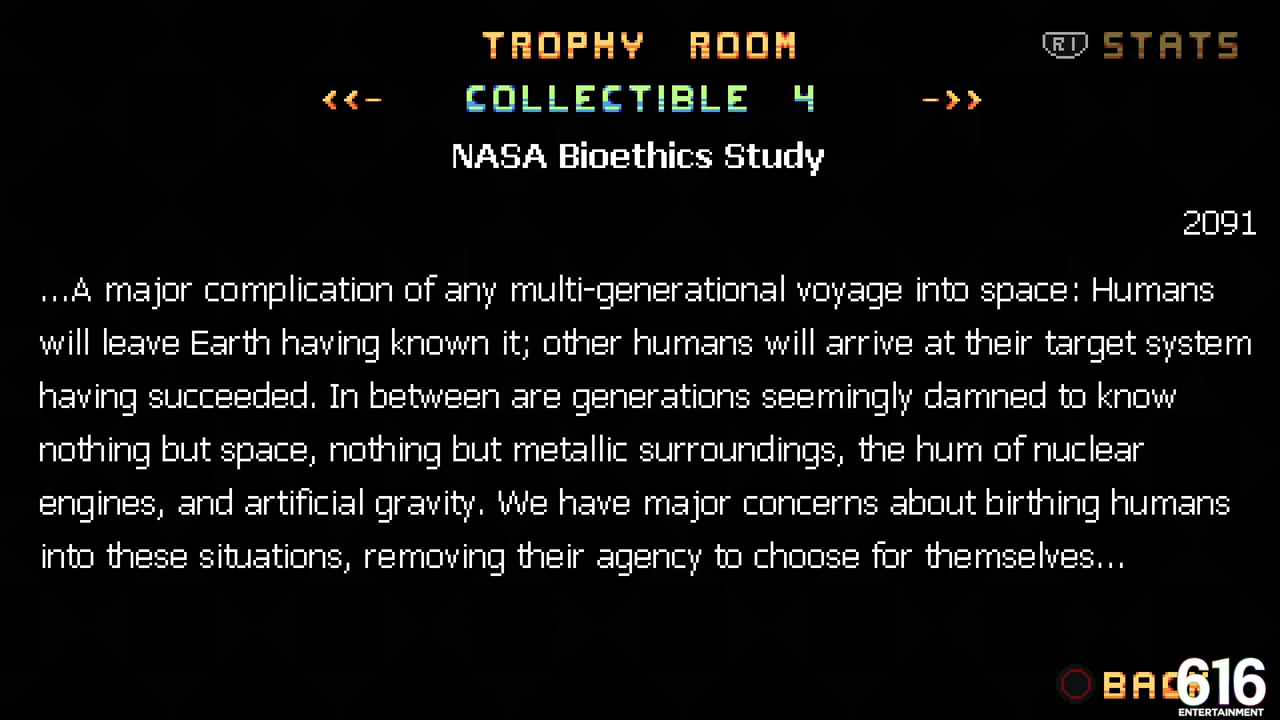 TROPHY ROOM
R1 STATS
<<- COLLECTIBLE 4 ->>
NASA Bioethics Study
2091
...A major complication of any multi-generational voyage into space: Humans
will leave Earth having known it; other humans will arrive at their target system
having succeeded. In between are generations seemingly damned to know
nothing but space, nothing but metallic surroundings, the hum of nuclear
engines, and artificial gravity. We have major concerns about birthing humans
into these situations, removing their agency to choose for themselves...
BACK
616
ENTERTAINMENT